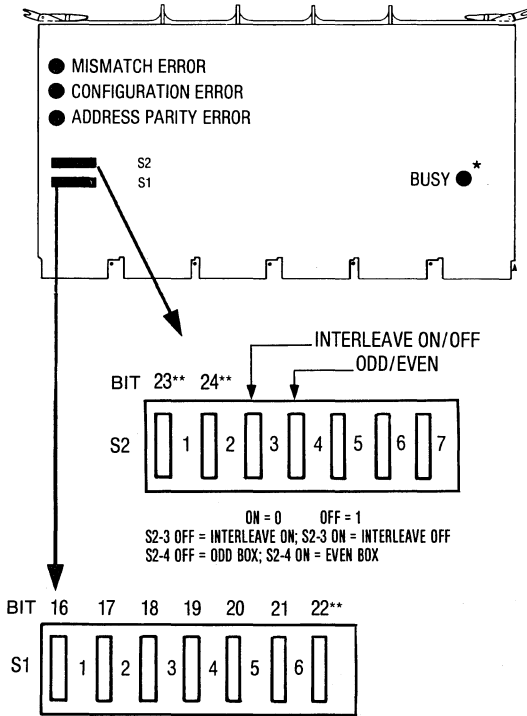 MISMATCH ERROR
CONFIGURATION ERROR
ADDRESS PARITY ERROR
S2
S1
BUSY *
INTERLEAVE ON/OFF
ODD/EVEN
BIT 23** 24**
S2 1 2 3 4 5 6 7
ON = 0 OFF = 1
S2-3 OFF = INTERLEAVE ON; S2-3 ON = INTERLEAVE OFF
S2-4 OFF = ODD BOX; S2-4 ON = EVEN BOX
BIT 16 17 18 19 20 21 22**
S1 1 2 3 4 5 6